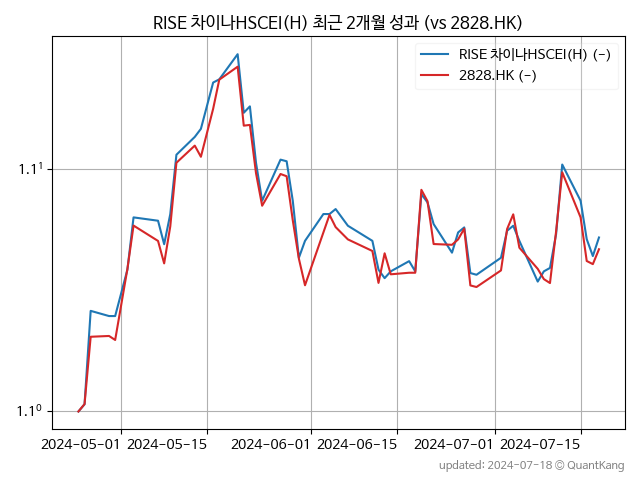 RISE 차이나HSCEI(H) 최근 2개월 성과 (vs 2828.HK)
RISE 차이나HSCEI(H) (-)
2828.HK (-)
1.1¹
1.1⁰
2024-05-01 2024-05-15 2024-06-01 2024-06-15 2024-07-01 2024-07-15
updated: 2024-07-18 © QuantKang